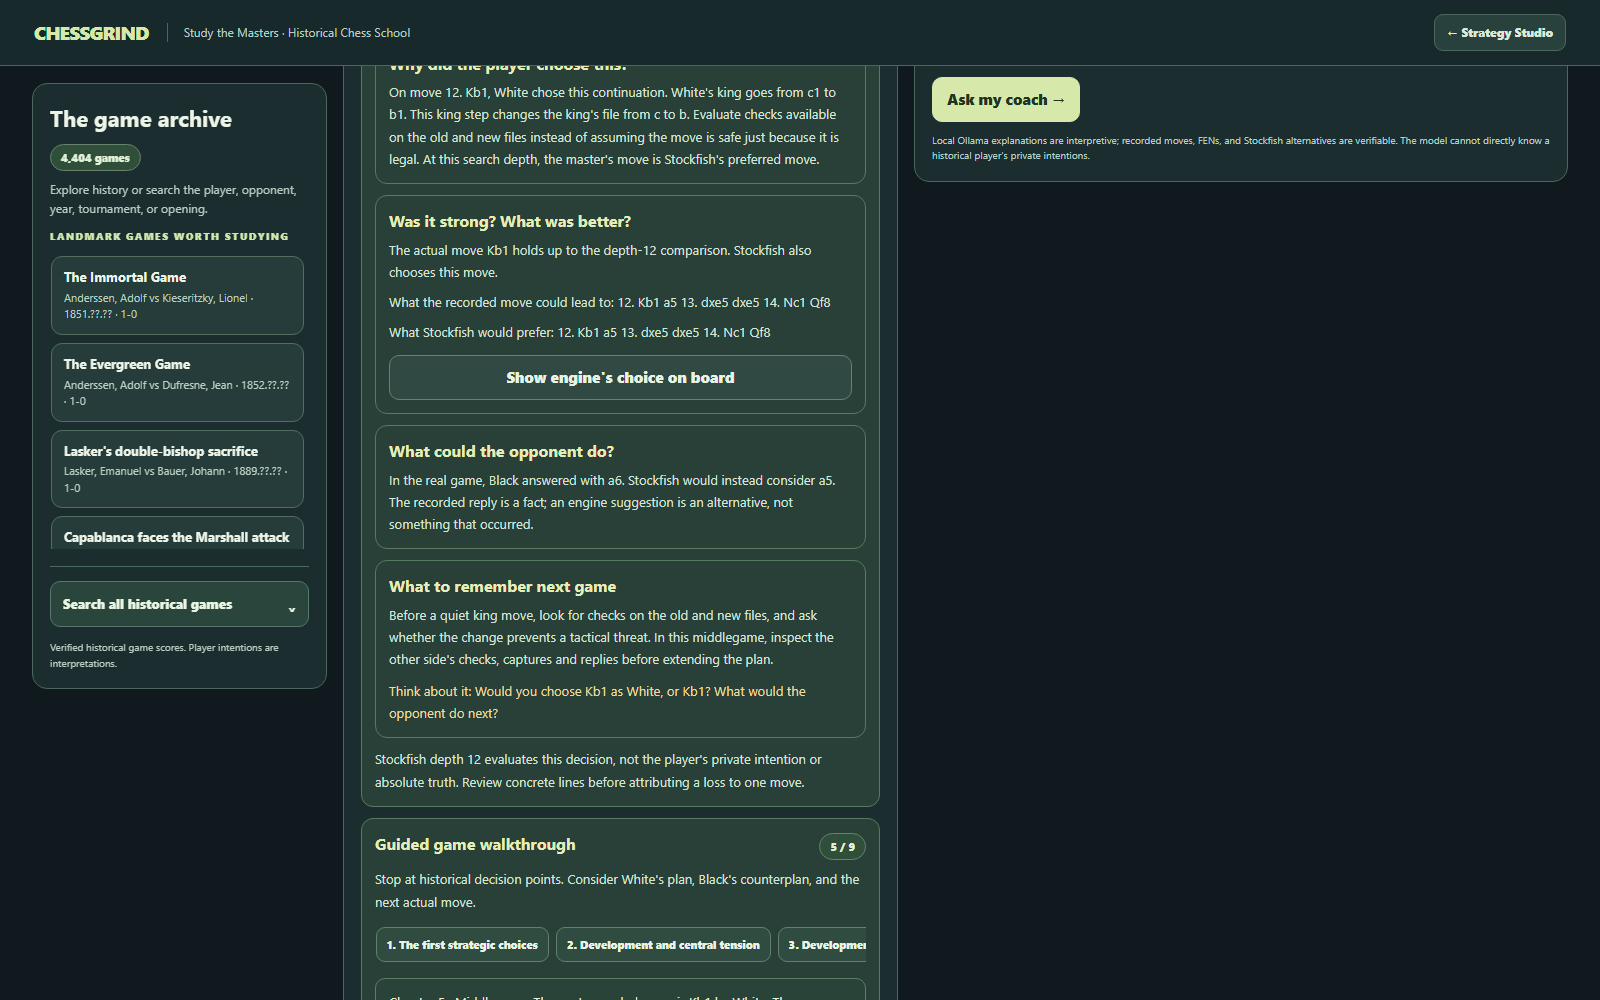 CHESSGRIND
Study the Masters · Historical Chess School
← Strategy Studio
The game archive
4,404 games
Explore history or search the player, opponent,
year, tournament, or opening.
LANDMARK GAMES WORTH STUDYING
The Immortal Game
Anderssen, Adolf vs Kieseritzky, Lionel ·
1851.??.?? · 1-0
The Evergreen Game
Anderssen, Adolf vs Dufresne, Jean · 1852.??.??
· 1-0
Lasker's double-bishop sacrifice
Lasker, Emanuel vs Bauer, Johann · 1889.??.?? ·
1-0
Capablanca faces the Marshall attack
Search all historical games
Verified historical game scores. Player intentions are
interpretations.
Why did the player choose this?
On move 12. Kb1, White chose this continuation. White's king goes from c1 to
b1. This king step changes the king's file from c to b. Evaluate checks available
on the old and new files instead of assuming the move is safe just because it is
legal. At this search depth, the master's move is Stockfish's preferred move.
Was it strong? What was better?
The actual move Kb1 holds up to the depth-12 comparison. Stockfish also
chooses this move.
What the recorded move could lead to: 12. Kb1 a5 13. dxe5 dxe5 14. Nc1 Qf8
What Stockfish would prefer: 12. Kb1 a5 13. dxe5 dxe5 14. Nc1 Qf8
Show engine's choice on board
What could the opponent do?
In the real game, Black answered with a6. Stockfish would instead consider a5.
The recorded reply is a fact; an engine suggestion is an alternative, not
something that occurred.
What to remember next game
Before a quiet king move, look for checks on the old and new files, and ask
whether the change prevents a tactical threat. In this middlegame, inspect the
other side's checks, captures and replies before extending the plan.
Think about it: Would you choose Kb1 as White, or Kb1? What would the
opponent do next?
Stockfish depth 12 evaluates this decision, not the player's private intention or
absolute truth. Review concrete lines before attributing a loss to one move.
Guided game walkthrough
5 / 9
Stop at historical decision points. Consider White's plan, Black's counterplan, and the
next actual move.
1. The first strategic choices
2. Development and central tension
3.
Ask my coach →
Local Ollama explanations are interpretive; recorded moves, FENs, and Stockfish alternatives are verifiable. The model cannot directly know a
historical player's private intentions.